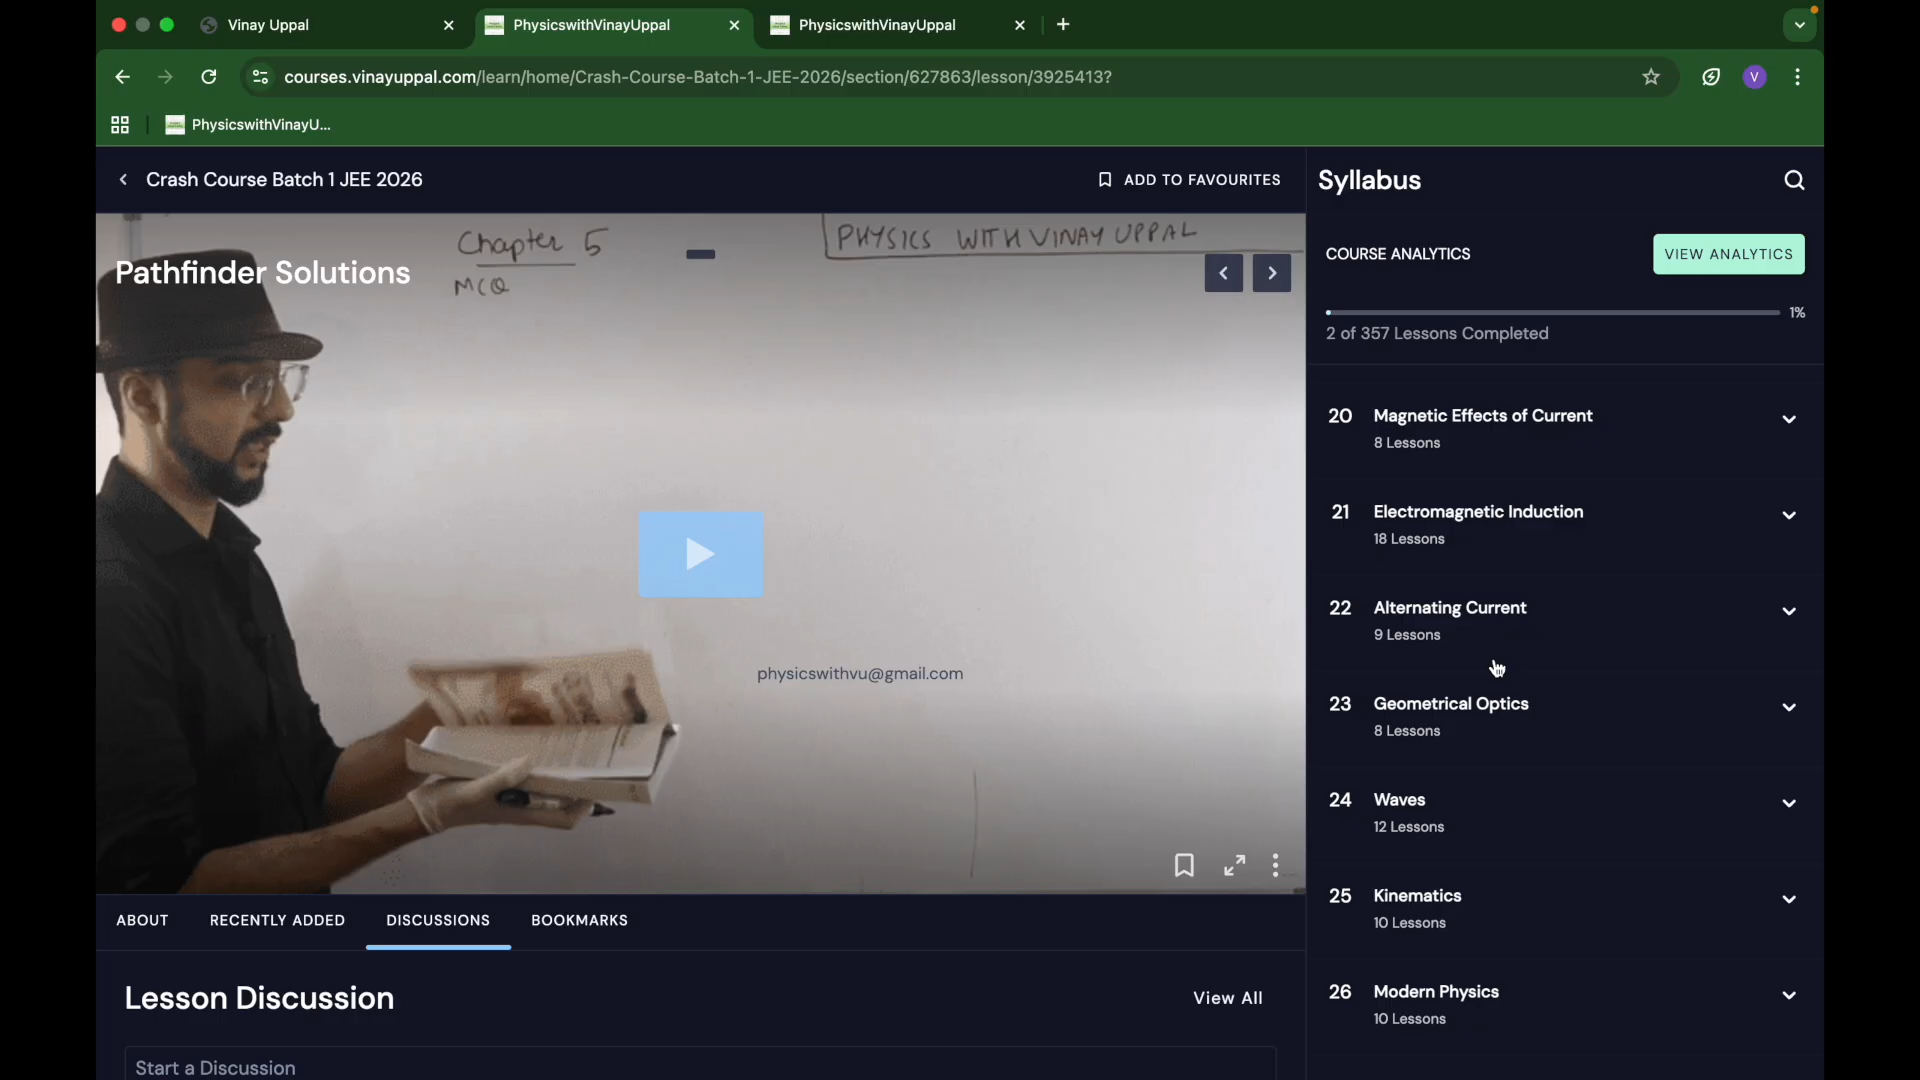 Vinay Uppal
PhysicswithVinayUppal
PhysicswithVinayUppal
courses.vinayuppal.com/learn/home/Crash-Course-Batch-1-JEE-2026/section/627863/lesson/3925413?
V
PhysicswithVinayU...
Crash Course Batch 1 JEE 2026
ADD TO FAVOURITES
Chapter 5
PHYSICS WITH VINAY UPPAL
Pathfinder Solutions
MCQ
physicswithvu@gmail.com
ABOUT
RECENTLY ADDED
DISCUSSIONS
BOOKMARKS
Lesson Discussion
View All
Start a Discussion
Syllabus
COURSE ANALYTICS
VIEW ANALYTICS
1%
2 of 357 Lessons Completed
20 Magnetic Effects of Current
8 Lessons
21 Electromagnetic Induction
18 Lessons
22 Alternating Current
9 Lessons
23 Geometrical Optics
8 Lessons
24 Waves
12 Lessons
25 Kinematics
10 Lessons
26 Modern Physics
10 Lessons